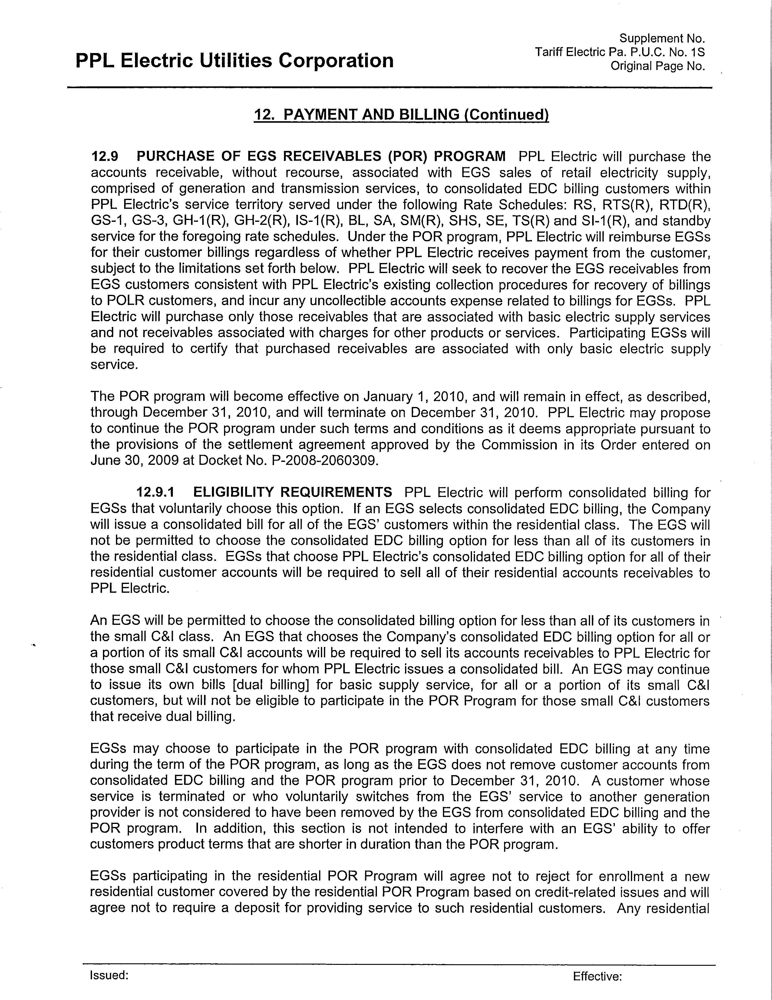 Supplement No.
Tariff Electric Pa. P.U.C. No. 1S
PPL Electric Utilities Corporation
Original Page No.
12. PAYMENT AND BILLING (Continued)
12.9 PURCHASE OF EGS RECEIVABLES (POR) PROGRAM PPL Electric will purchase the
accounts receivable, without recourse, associated with EGS sales of retail electricity supply,
comprised of generation and transmission services, to consolidated EDC billing customers within
PPL Electric's service territory served under the following Rate Schedules: RS, RTS(R), RTD(R),
GS-1, GS-3, GH-1(R), GH-2(R), IS-1(R), BL, SA, SM(R), SHS, SE, TS(R) and SI-1(R), and standby
service for the foregoing rate schedules. Under the POR program, PPL Electric will reimburse EGSs
for their customer billings regardless of whether PPL Electric receives payment from the customer,
subject to the limitations set forth below. PPL Electric will seek to recover the EGS receivables from
EGS customers consistent with PPL Electric's existing collection procedures for recovery of billings
to POLR customers, and incur any uncollectible accounts expense related to billings for EGSs. PPL
Electric will purchase only those receivables that are associated with basic electric supply services
and not receivables associated with charges for other products or services. Participating EGSs will
be required to certify that purchased receivables are associated with only basic electric supply
service.
The POR program will become effective on January 1, 2010, and will remain in effect, as described,
through December 31, 2010, and will terminate on December 31, 2010. PPL Electric may propose
to continue the POR program under such terms and conditions as it deems appropriate pursuant to
the provisions of the settlement agreement approved by the Commission in its Order entered on
June 30, 2009 at Docket No. P-2008-2060309.
12.9.1 ELIGIBILITY REQUIREMENTS PPL Electric will perform consolidated billing for
EGSs that voluntarily choose this option. If an EGS selects consolidated EDC billing, the Company
will issue a consolidated bill for all of the EGS' customers within the residential class. The EGS will
not be permitted to choose the consolidated EDC billing option for less than all of its customers in
the residential class. EGSs that choose PPL Electric's consolidated EDC billing option for all of their
residential customer accounts will be required to sell all of their residential accounts receivables to
PPL Electric.
An EGS will be permitted to choose the consolidated billing option for less than all of its customers in
the small C&I class. An EGS that chooses the Company's consolidated EDC billing option for all or
a portion of its small C&I accounts will be required to sell its accounts receivables to PPL Electric for
those small C&I customers for whom PPL Electric issues a consolidated bill. An EGS may continue
to issue its own bills [dual billing] for basic supply service, for all or a portion of its small C&I
customers, but will not be eligible to participate in the POR Program for those small C&I customers
that receive dual billing.
EGSs may choose to participate in the POR program with consolidated EDC billing at any time
during the term of the POR program, as long as the EGS does not remove customer accounts from
consolidated EDC billing and the POR program prior to December 31, 2010. A customer whose
service is terminated or who voluntarily switches from the EGS' service to another generation
provider is not considered to have been removed by the EGS from consolidated EDC billing and the
POR program. In addition, this section is not intended to interfere with an EGS' ability to offer
customers product terms that are shorter in duration than the POR program.
EGSs participating in the residential POR Program will agree not to reject for enrollment a new
residential customer covered by the residential POR Program based on credit-related issues and will
agree not to require a deposit for providing service to such residential customers. Any residential
Issued:
Effective: